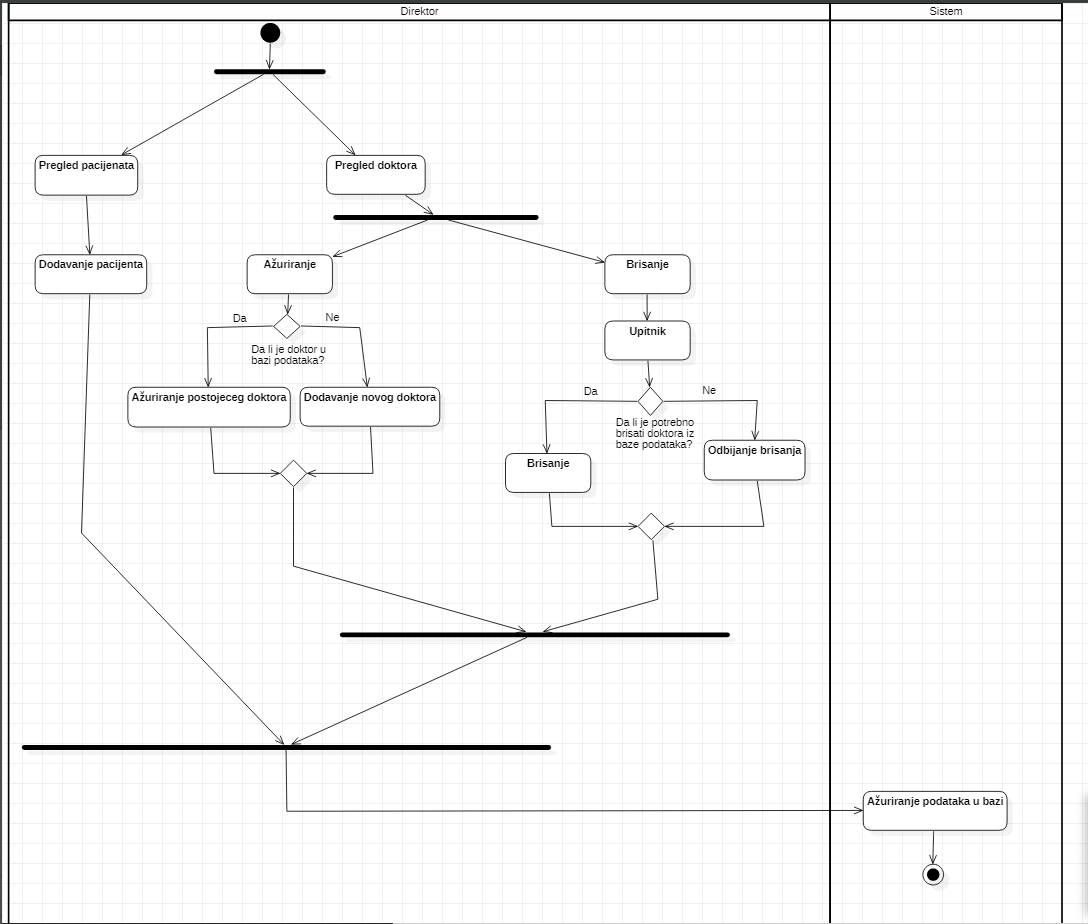 Direktor
Sistem
Pregled pacijenata
Pregled doktora
Dodavanje pacijenta
Ažuriranje
Brisanje
Da
Ne
Upitnik
Da li je doktor u
bazi podataka?
Ažuriranje postojeceg doktora
Dodavanje novog doktora
Da
Ne
Da li je potrebno
brisati doktora iz
baze podataka?
Brisanje
Odbijanje brisanja
Ažuriranje podataka u bazi